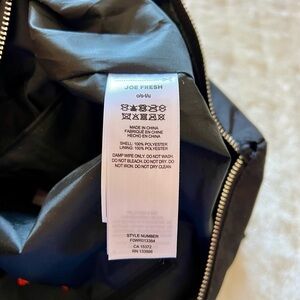 JOE FRESH
MADE IN CHINA
FABRIQUÉ EN CHINE
HECHO EN CHINA
SHELL: 100% POLYESTER
LINING: 100% POLYESTER
DAMP WIPE ONLY. DO NOT WASH.
DO NOT BLEACH. DO NOT DRY. DO
NOT IRON. DO NOT DRY CLEAN
STYLE NUMBER
CA 15372